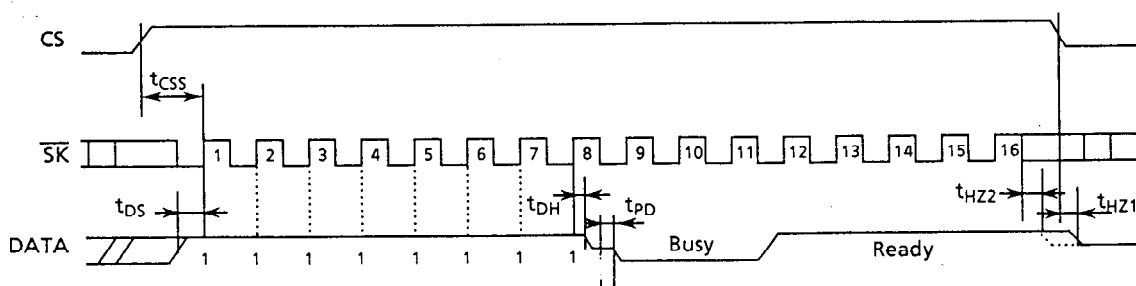 CS
tCSS
SK 1 2 3 4 5 6 7 8 9 10 11 12 13 14 15 16
tDS tDH tPD tHZ2 tHZ1
DATA Busy Ready
1 1 1 1 1 1 1 1